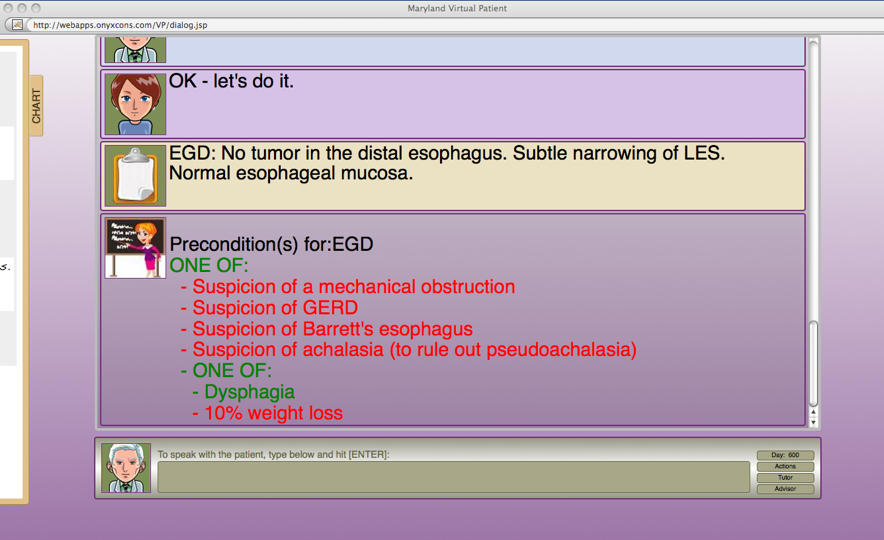 Maryland Virtual Patient
http://webapps.onyxcons.com/VP/dialog.jsp
CHART
OK - let's do it.
EGD: No tumor in the distal esophagus. Subtle narrowing of LES.
Normal esophageal mucosa.
Precondition(s) for:EGD
ONE OF:
- Suspicion of a mechanical obstruction
- Suspicion of GERD
- Suspicion of Barrett's esophagus
- Suspicion of achalasia (to rule out pseudoachalasia)
- ONE OF:
- Dysphagia
- 10% weight loss
To speak with the patient, type below and hit [ENTER]:
Day: 600
Actions
Tutor
Advisor